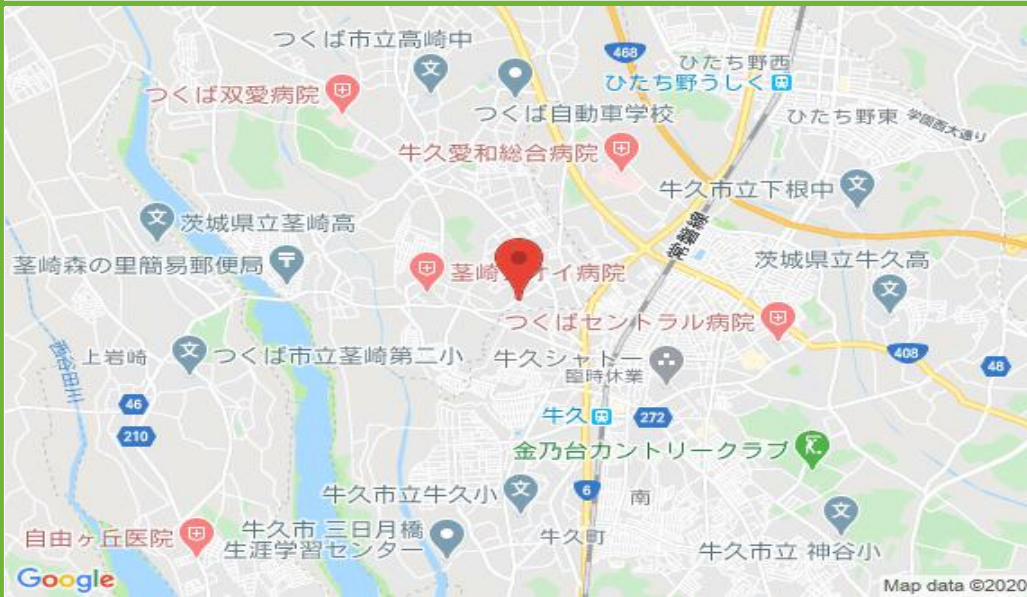 つくば市立高崎中
468
ひたち野西
ひたち野うしく
つくば双愛病院
つくば自動車学校
ひたち野東
学園西大通り
牛久愛和総合病院
牛久市立下根中
茨城県立茎崎高
常磐線
茎崎森の里簡易郵便局
茎崎
オイ病院
茨城県立牛久高
つくばセントラル病院
西谷田川
上岩崎
つくば市立茎崎第二小
牛久シャトー
臨時休業
408
48
46
牛久
272
210
金乃台カントリークラブ
牛久市立牛久小
6
南
自由ヶ丘医院
牛久市 三日月橋
生涯学習センター
牛久町
牛久市立 神谷小
Google
Map data ©2020